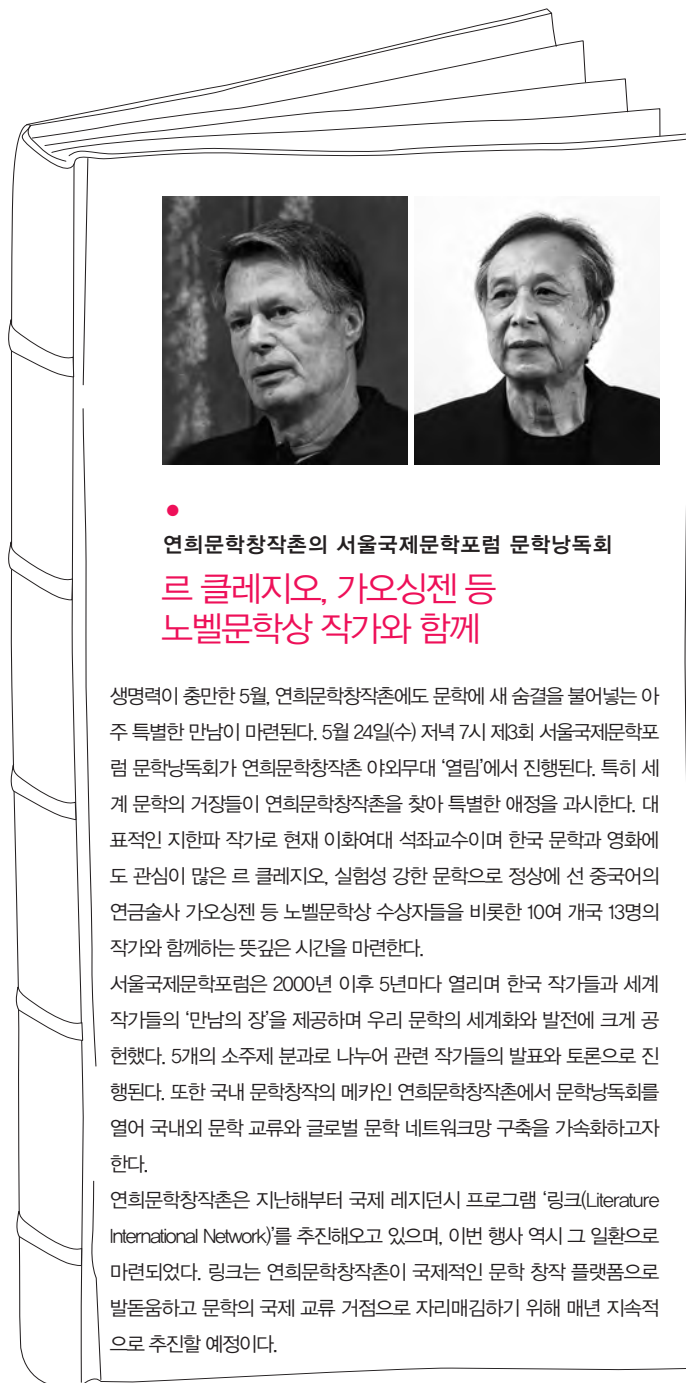 연희문학창작촌의 서울국제문학포럼 문학낭독회
르 클레지오, 가오싱젠 등
노벨문학상 작가와 함께
생명력이 충만한 5월, 연희문학창작촌에도 문학에 새 숨결을 불어넣는 아
주 특별한 만남이 마련된다. 5월 24일(수) 저녁 7시 제3회 서울국제문학포
럼 문학낭독회가 연희문학창작촌 야외무대 ‘열림’에서 진행된다. 특히 세
계 문학의 거장들이 연희문학창작촌을 찾아 특별한 애정을 과시한다. 대
표적인 지한파 작가로 현재 이화여대 석좌교수이며 한국 문학과 영화에
도 관심이 많은 르 클레지오, 실험성 강한 문학으로 정상에 선 중국어의
연금술사 가오싱젠 등 노벨문학상 수상자들을 비롯한 10여 개국 13명의
작가와 함께하는 뜻깊은 시간을 마련한다.
서울국제문학포럼은 2000년 이후 5년마다 열리며 한국 작가들과 세계
작가들의 ‘만남의 장’을 제공하며 우리 문학의 세계화와 발전에 크게 공
헌했다. 5개의 소주제 분과로 나누어 관련 작가들의 발표와 토론으로 진
행된다. 또한 국내 문학창작의 메카인 연희문학창작촌에서 문학낭독회를
열어 국내외 문학 교류와 글로벌 문학 네트워크망 구축을 가속화하고자
한다.
연희문학창작촌은 지난해부터 국제 레지던시 프로그램 ‘링크(Literature
International Network)’를 추진해오고 있으며, 이번 행사 역시 그 일환으로
마련되었다. 링크는 연희문학창작촌이 국제적인 문학 창작 플랫폼으로
발돋움하고 문학의 국제 교류 거점으로 자리매김하기 위해 매년 지속적
으로 추진할 예정이다.